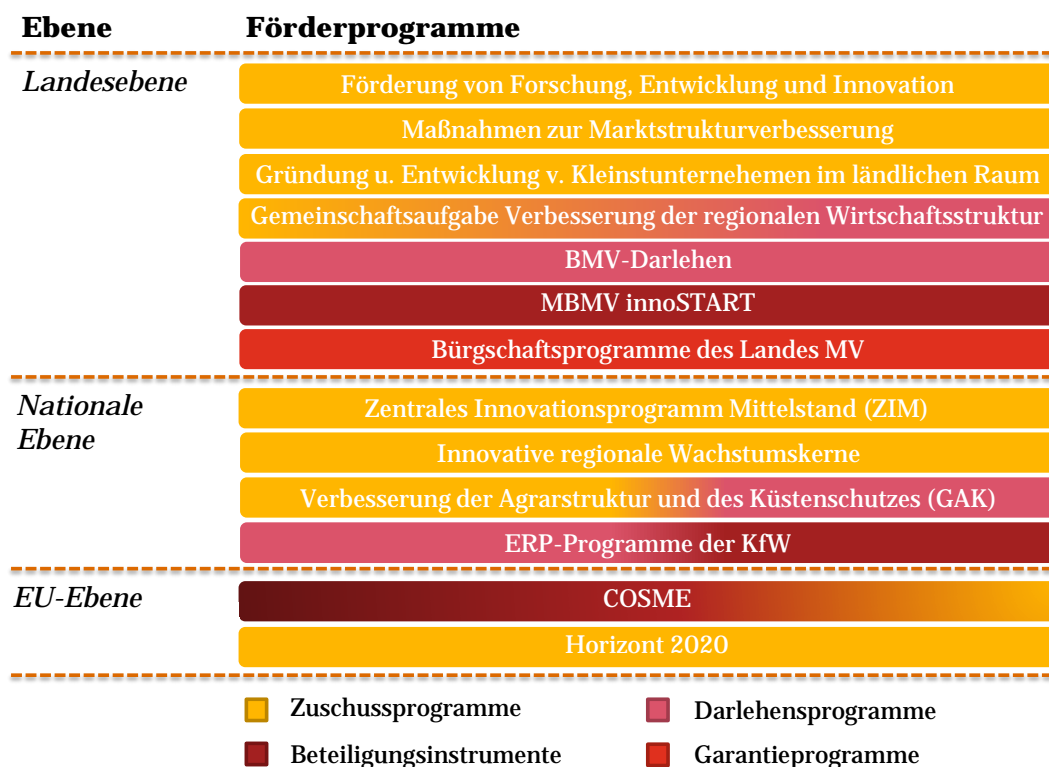 Ebene Förderprogramme
Landesebene
Förderung von Forschung, Entwicklung und Innovation
Maßnahmen zur Marktstrukturverbesserung
Gründung u. Entwicklung v. Kleinstunternehemen im ländlichen Raum
Gemeinschaftsaufgabe Verbesserung der regionalen Wirtschaftsstruktur
BMV-Darlehen
MBMV innoSTART
Bürgschaftsprogramme des Landes MV
Nationale
Ebene
Zentrales Innovationsprogramm Mittelstand (ZIM)
Innovative regionale Wachstumskerne
Verbesserung der Agrarstruktur und des Küstenschutzes (GAK)
ERP-Programme der KfW
EU-Ebene
COSME
Horizont 2020
Zuschussprogramme
Darlehensprogramme
Beteiligungsinstrumente
Garantieprogramme